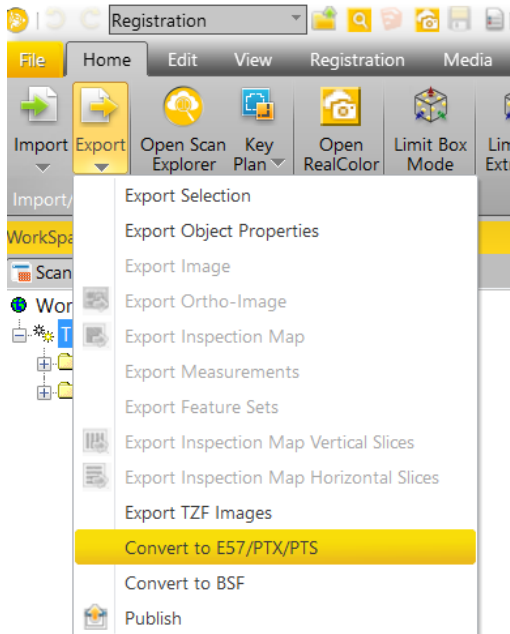 Registration
File Home Edit View Registration Media
Import Export Open Scan Key Open Limit Box
Explorer Plan RealColor Mode
Import/
Export Selection
Export Object Properties
WorkSpa
Export Image
Scan
Export Ortho-Image
Wor
Export Inspection Map
T
Export Measurements
Export Feature Sets
Export Inspection Map Vertical Slices
Export Inspection Map Horizontal Slices
Export TZF Images
Convert to E57/PTX/PTS
Convert to BSF
Publish